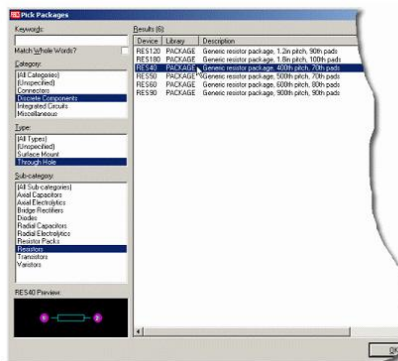 Pick Packages
Keywords:
Match Whole Words?
Category:
(All Categories)
(Unspecified)
Connectors
Discrete Components
Integrated Circuits
Miscellaneous
Type:
(All Types)
(Unspecified)
Surface Mount
Through Hole
Sub-category:
(All Sub-categories)
Axial Capacitors
Axial Electrolytics
Bridge Rectifiers
Diodes
Radial Capacitors
Radial Electrolytics
Resistor Packs
Resistors
Transistors
Varistors
RES40 Preview:
Results (6):
Device Library Description
RES120 PACKAGE Generic resistor package, 1.2in pitch, 90th pads
RES180 PACKAGE Generic resistor package, 1.8in pitch, 100th pads
RES40 PACKAGE Generic resistor package, 400th pitch, 70th pads
RES50 PACKAGE Generic resistor package, 500th pitch, 70th pads
RES60 PACKAGE Generic resistor package, 600th pitch, 80th pads
RES90 PACKAGE Generic resistor package, 900th pitch, 90th pads
OK